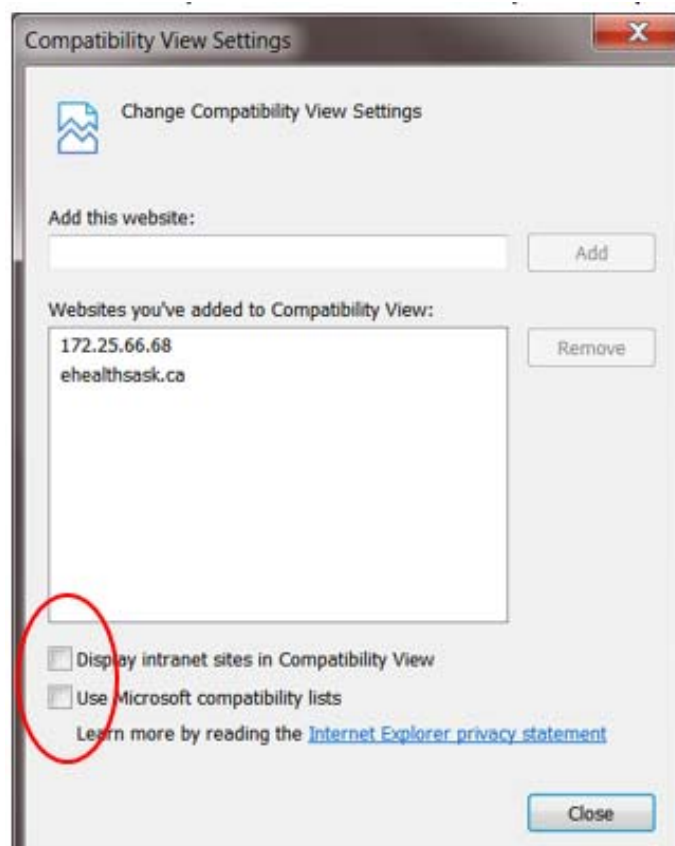 Compatibility View Settings
Change Compatibility View Settings
Add this website:
Add
Websites you've added to Compatibility View:
172.25.66.68
ehealthsask.ca
Remove
Display intranet sites in Compatibility View
Use Microsoft compatibility lists
Learn more by reading the Internet Explorer privacy statement
Close